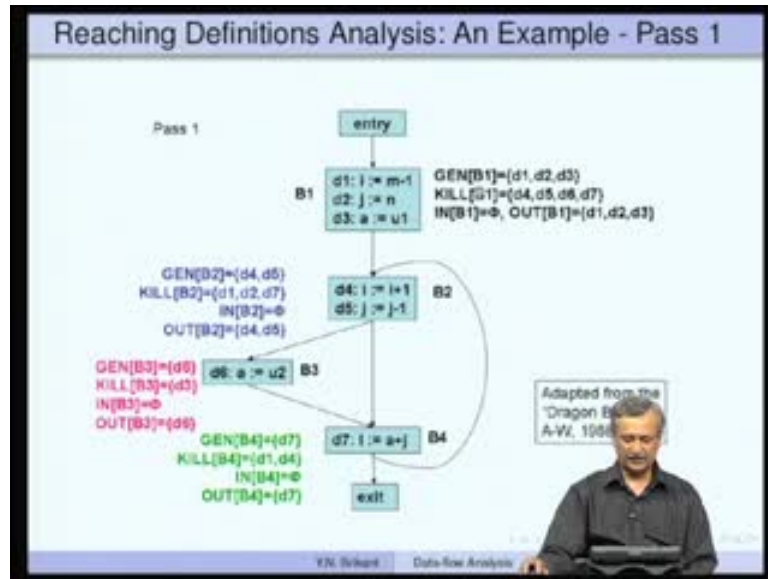 Reaching Definitions Analysis: An Example - Pass 1
Pass 1
entry
B1
d1: i := m-1
d2: j := n
d3: a := u1
GEN[B1]={d1,d2,d3}
KILL[B1]={d4,d5,d6,d7}
IN[B1]=Φ, OUT[B1]={d1,d2,d3}
GEN[B2]={d4,d5}
KILL[B2]={d1,d2,d7}
IN[B2]=Φ
OUT[B2]={d4,d5}
d4: i := i+1
d5: j := j-1
B2
GEN[B3]={d6}
KILL[B3]={d3}
IN[B3]=Φ
OUT[B3]={d6}
d6: a := u2
B3
Adapted from the
"Dragon
A-W,
GEN[B4]={d7}
KILL[B4]={d1,d4}
IN[B4]=Φ
OUT[B4]={d7}
d7: i := a+j
B4
exit
Y.N. Srikant
Data-flow Analysis